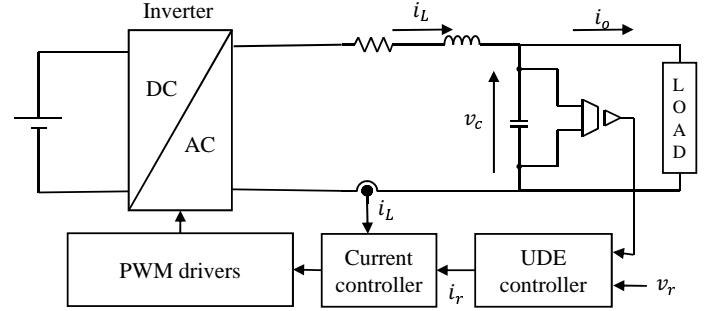 Inverter
i_L
i_o
DC
AC
v_c
L
O
A
D
i_L
PWM drivers
Current
controller
i_r
UDE
controller
v_r